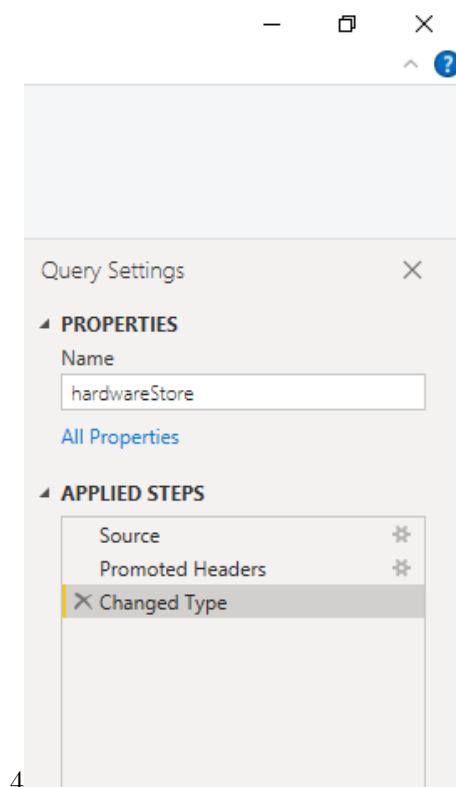 ?
Query Settings
PROPERTIES
Name
hardwareStore
All Properties
APPLIED STEPS
Source
Promoted Headers
Changed Type
4